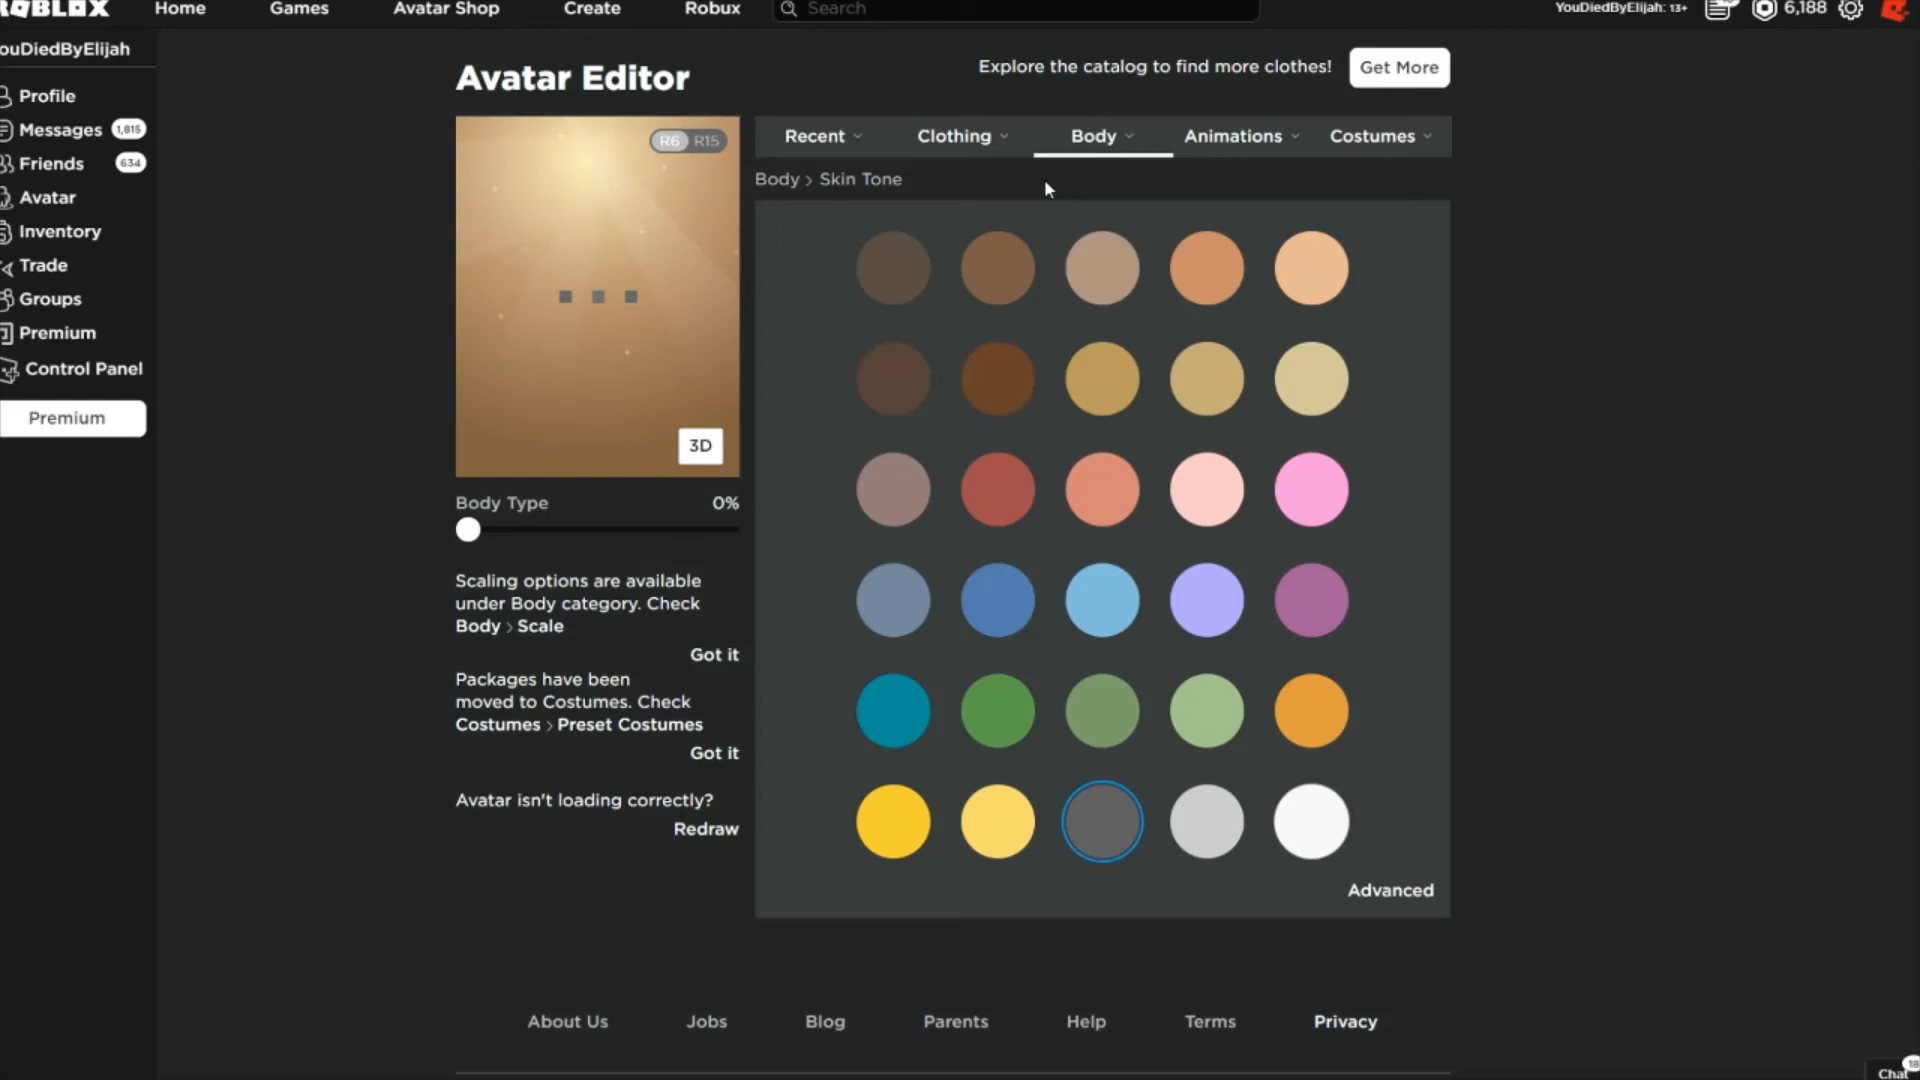 ROBLOX
Home
Games
Avatar Shop
Create
Robux
Search
YouDiedByElijah: 13+
6,188
ouDiedByElijah
Profile
Messages 1,815
Friends 634
Avatar
Inventory
Trade
Groups
Premium
Control Panel
Premium
Avatar Editor
Explore the catalog to find more clothes!
Get More
R6 R15
3D
Body Type 0%
Scaling options are available
under Body category. Check
Body > Scale
Got it
Packages have been
moved to Costumes. Check
Costumes > Preset Costumes
Got it
Avatar isn't loading correctly?
Redraw
Recent
Clothing
Body
Animations
Costumes
Body > Skin Tone
Advanced
About Us
Jobs
Blog
Parents
Help
Terms
Privacy
Chat